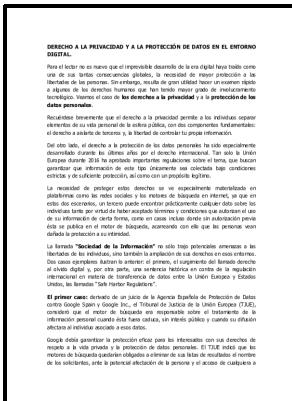 DERECHO A LA PRIVACIDAD Y A LA PROTECCIÓN DE DATOS EN EL ENTORNO
DIGITAL.
Para el lector no es nuevo que el imprevisible desarrollo de la era digital haya traído como
una de sus tantas consecuencias globales, la necesidad de mayor protección a las
libertades de las personas. Sin embargo, resulta de gran utilidad hacer un examen rápido
a algunos de los derechos humanos que han tenido mayor grado de involucramiento
tecnológico. Veamos el caso de los derechos a la privacidad y a la protección de los
datos personales.
Recuérdese brevemente que el derecho a la privacidad permite a los individuos separar
elementos de su vida personal de la esfera pública, con dos componentes fundamentales:
el derecho a aislarte de terceros y, la libertad de controlar tu propia información.
Del otro lado, el derecho a la protección de los datos personales ha sido especialmente
desarrollado durante los últimos años por el derecho internacional. Tan solo la Unión
Europea durante 2016 ha aprobado importantes regulaciones sobre el tema, que buscan
garantizar que información de este tipo únicamente sea colectada bajo condiciones
estrictas y de suficiente protección, así como con un propósito legítimo.
La necesidad de proteger estos derechos se ve especialmente materializada en
plataformas como las redes sociales y los motores de búsqueda en internet, ya que en
estos dos escenarios, un tercero puede encontrar prácticamente cualquier dato sobre los
individuos tanto por virtud de haber aceptado términos y condiciones que autorizan el uso
de su información de cierta forma, como en casos incluso donde sin autorización previa
ésta se publica en el motor de búsqueda, acarreando con ello que las personas vean
dañada la protección a su intimidad.
La llamada "Sociedad de la Información" no sólo trajo potenciales amenazas a las
libertades de los individuos, sino también la ampliación de sus derechos en esos entornos.
Dos casos ejemplares ilustran lo anterior: el primero, el surgimiento del llamado derecho
al olvido digital y, por otra parte, una sentencia histórica en contra de la regulación
internacional en materia de transferencia de datos entre la Unión Europea y Estados
Unidos, las llamadas "Safe Harbor Regulations".
El primer caso: derivado de un juicio de la Agencia Española de Protección de Datos
contra Google Spain y Google Inc., el Tribunal de Justicia de la Unión Europea (TJUE),
consideró que el motor de búsqueda era responsable sobre el tratamiento de la
información personal cuando ésta fuera caduca, sin interés público y cuando su difusión
afectara al individuo asociado a esos datos.
Google debía garantizar la protección eficaz para los interesados con sus derechos de
respeto a la vida privada y la protección de datos personales. El TJUE indicó que los
motores de búsqueda quedarían obligados a eliminar de sus listas de resultados el nombre
de los solicitantes, ante la potencial afectación de la persona y el acceso de cualquiera a